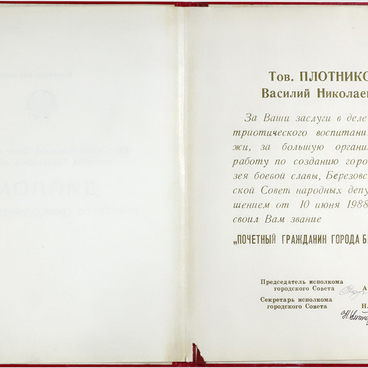 Тов. ПЛОТНИКО
Василий Николаев
За Ваши заслуги в деле
триотического воспитани
жи, за большую органи
работу по созданию горо
зея боевой славы, Березовс
ской Совет народных депу
шением от 10 июня 1988
своил Вам звание
„ПОЧЕТНЫЙ ГРАЖДАНИН ГОРОДА Б
Председатель исполкома
городского Совета А
Секретарь исполкома
городского Совета Н